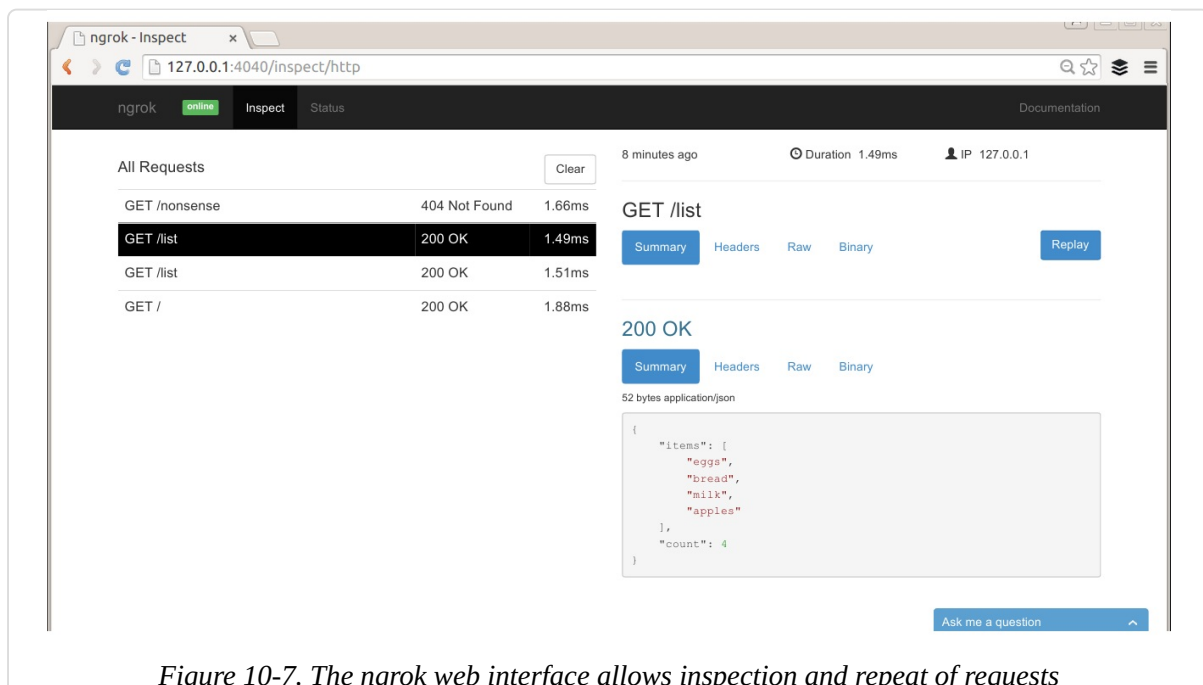 ngrok - Inspect ×
127.0.0.1:4040/inspect/http
ngrok online Inspect Status Documentation
All Requests Clear
GET /nonsense 404 Not Found 1.66ms
GET /list 200 OK 1.49ms
GET /list 200 OK 1.51ms
GET / 200 OK 1.88ms
8 minutes ago Duration 1.49ms IP 127.0.0.1
GET /list
Summary Headers Raw Binary Replay
200 OK
Summary Headers Raw Binary
52 bytes application/json
{
    "items": [
        "eggs",
        "bread",
        "milk",
        "apples"
    ],
    "count": 4
}
Ask me a question
Figure 10-7. The ngrok web interface allows inspection and repeat of requests